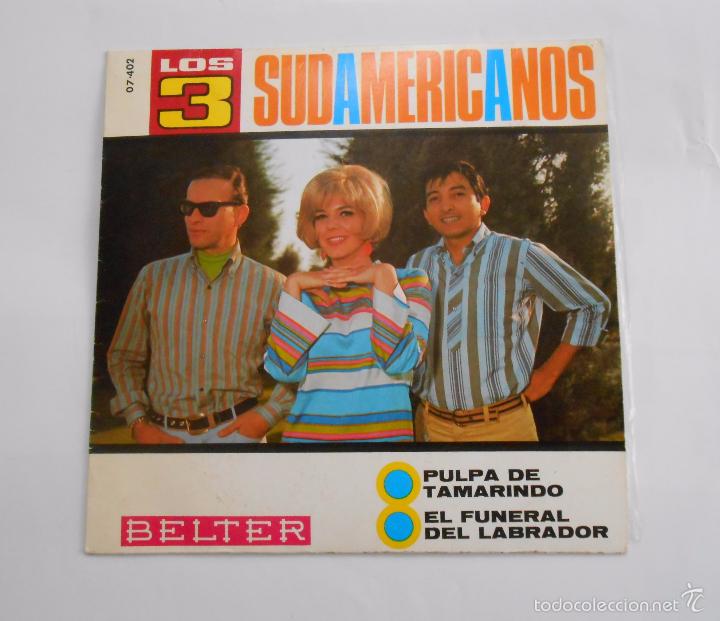 07-402
LOS
3
SUDAMERICANOS
PULPA DE
TAMARINDO
EL FUNERAL
DEL LABRADOR
BELTER
todocoleccion.net